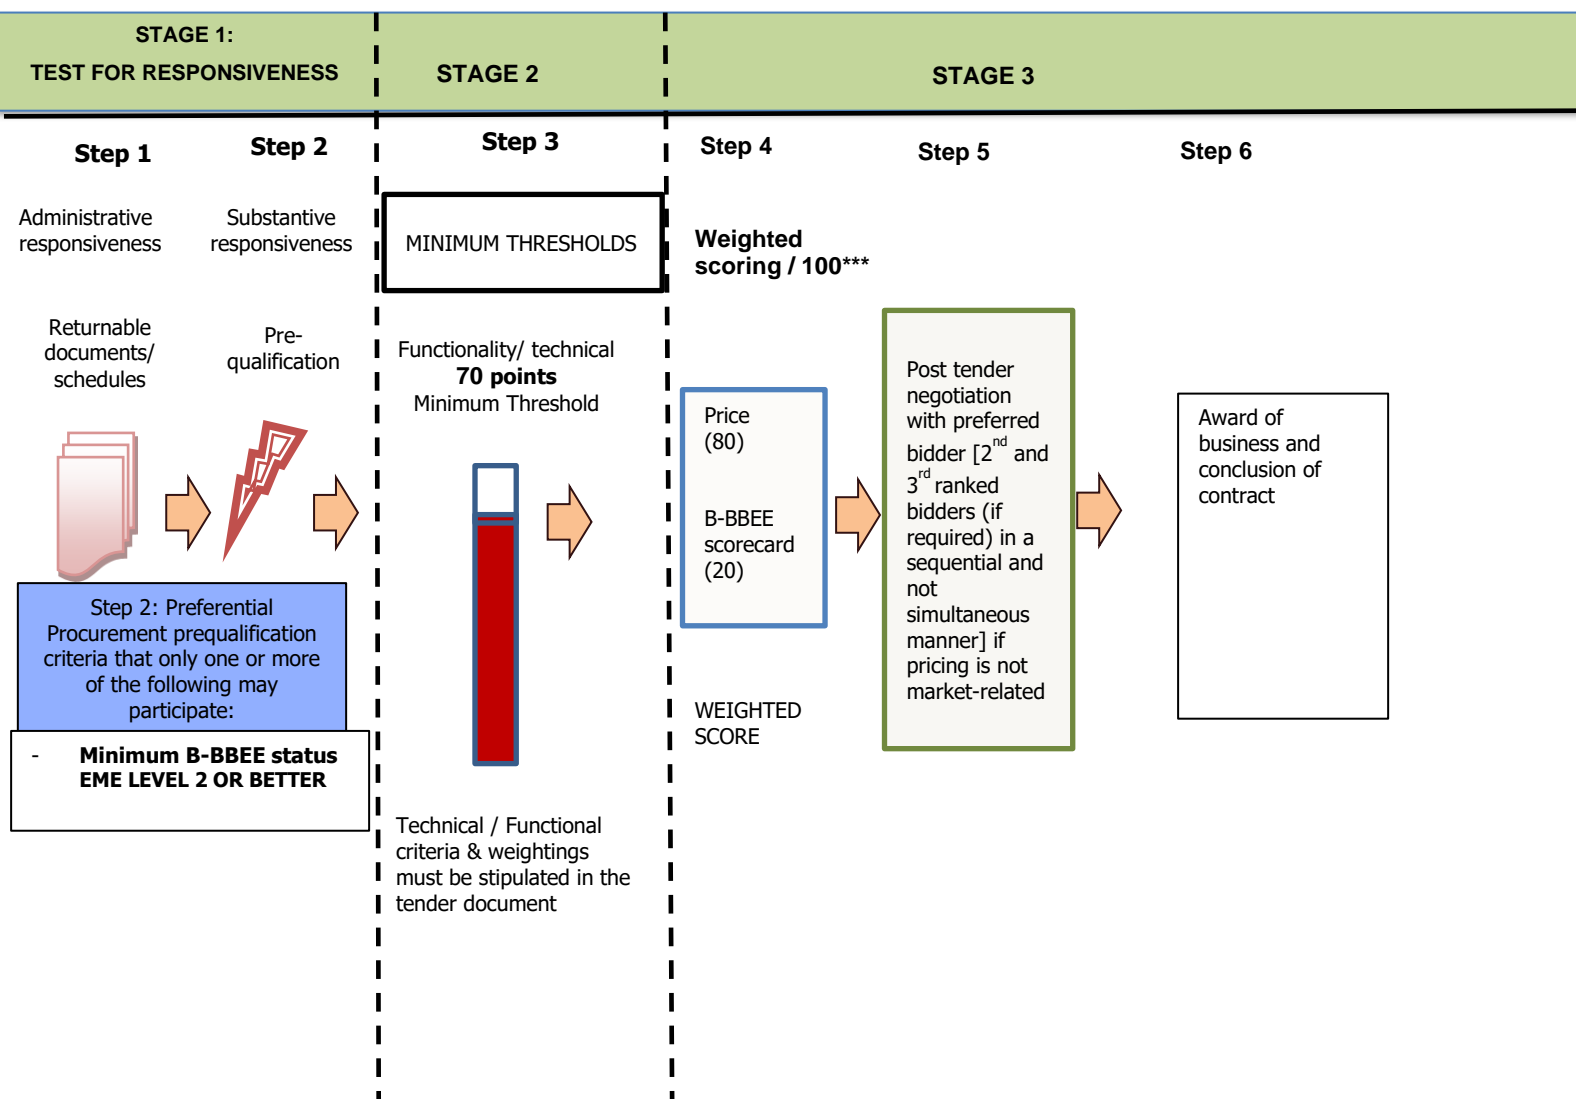 STAGE 1:
TEST FOR RESPONSIVENESS
STAGE 2
STAGE 3
Step 1
Step 2
Step 3
Step 4
Step 5
Step 6
Administrative
responsiveness
Substantive
responsiveness
MINIMUM THRESHOLDS
Weighted
scoring / 100***
Returnable
documents/
schedules
Pre-
qualification
Functionality/ technical
70 points
Minimum Threshold
Price
(80)
B-BBEE
scorecard
(20)
Post tender
negotiation
with preferred
bidder [2nd and
3rd ranked
bidders (if
required) in a
sequential and
not
simultaneous
manner] if
pricing is not
market-related
Award of
business and
conclusion of
contract
Step 2: Preferential
Procurement prequalification
criteria that only one or more
of the following may
participate:
- Minimum B-BBEE status
EME LEVEL 2 OR BETTER
WEIGHTED
SCORE
Technical / Functional
criteria & weightings
must be stipulated in the
tender document